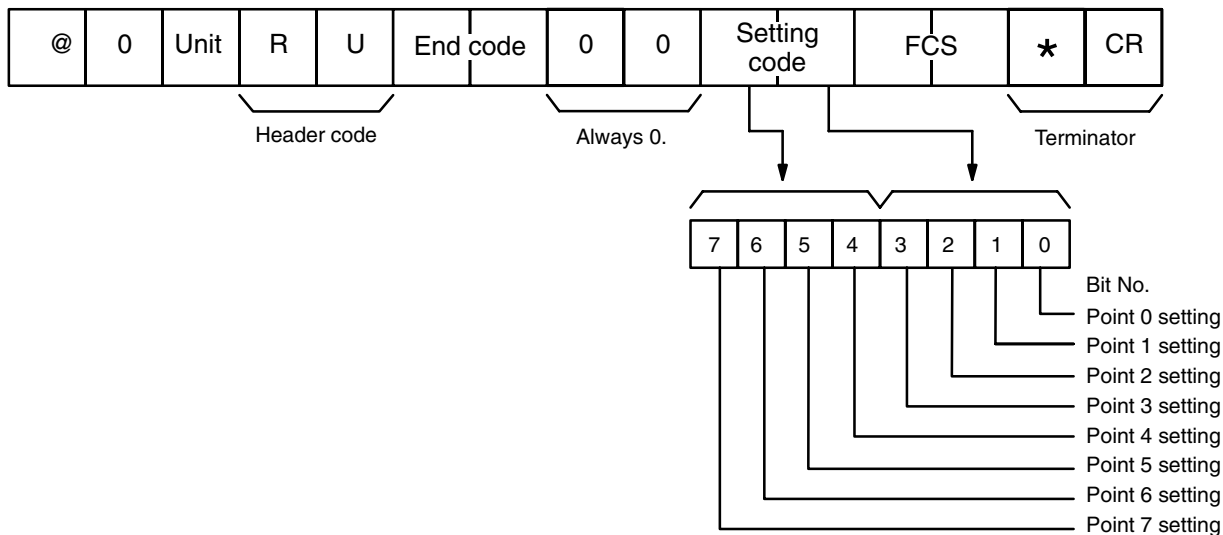 @ 0 Unit R U End code 0 0 Setting code FCS * CR
Header code Always 0. Terminator
7 6 5 4 3 2 1 0
Bit No.
Point 0 setting
Point 1 setting
Point 2 setting
Point 3 setting
Point 4 setting
Point 5 setting
Point 6 setting
Point 7 setting